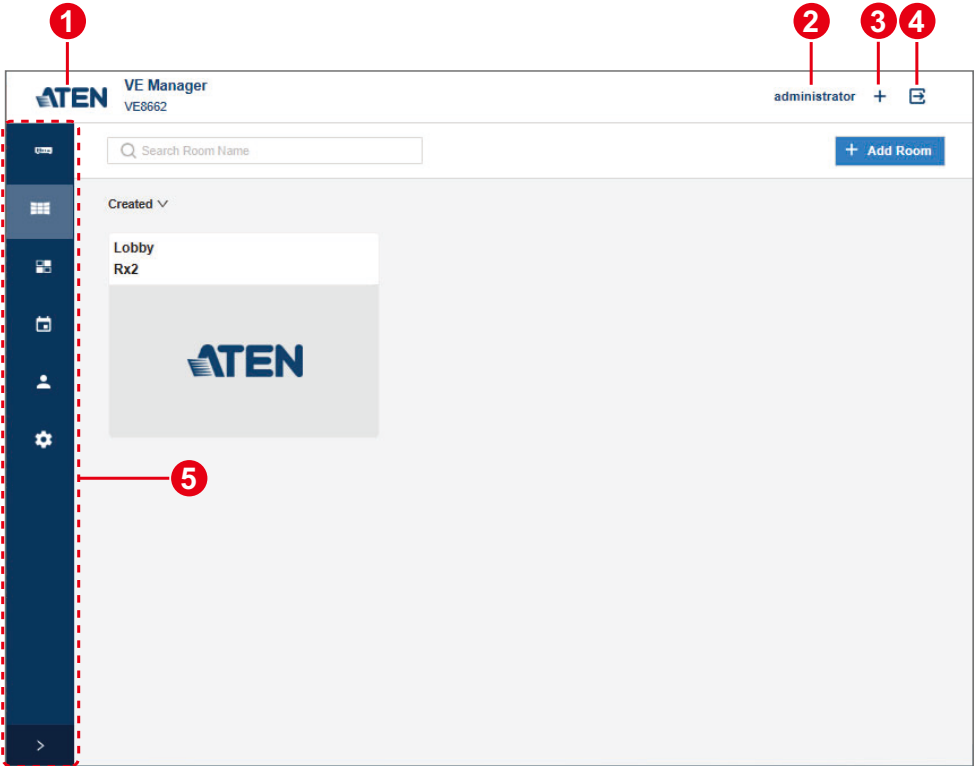 1
2
3
4
ATEN
VE Manager
VE8662
administrator
Search Room Name
+ Add Room
Created
Lobby
Rx2
ATEN
5